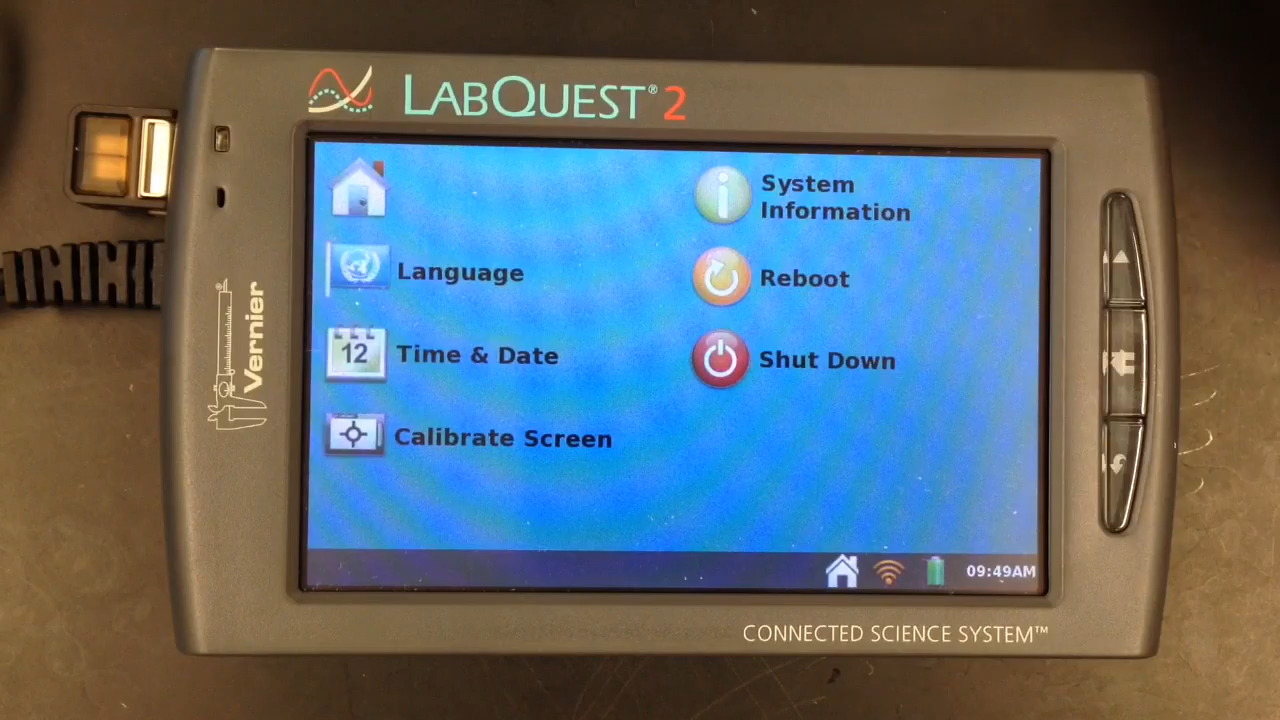 LABQUEST® 2
Vernier®
System
Information
Language
Reboot
12
Time & Date
Shut Down
Calibrate Screen
09:49AM
CONNECTED SCIENCE SYSTEM™